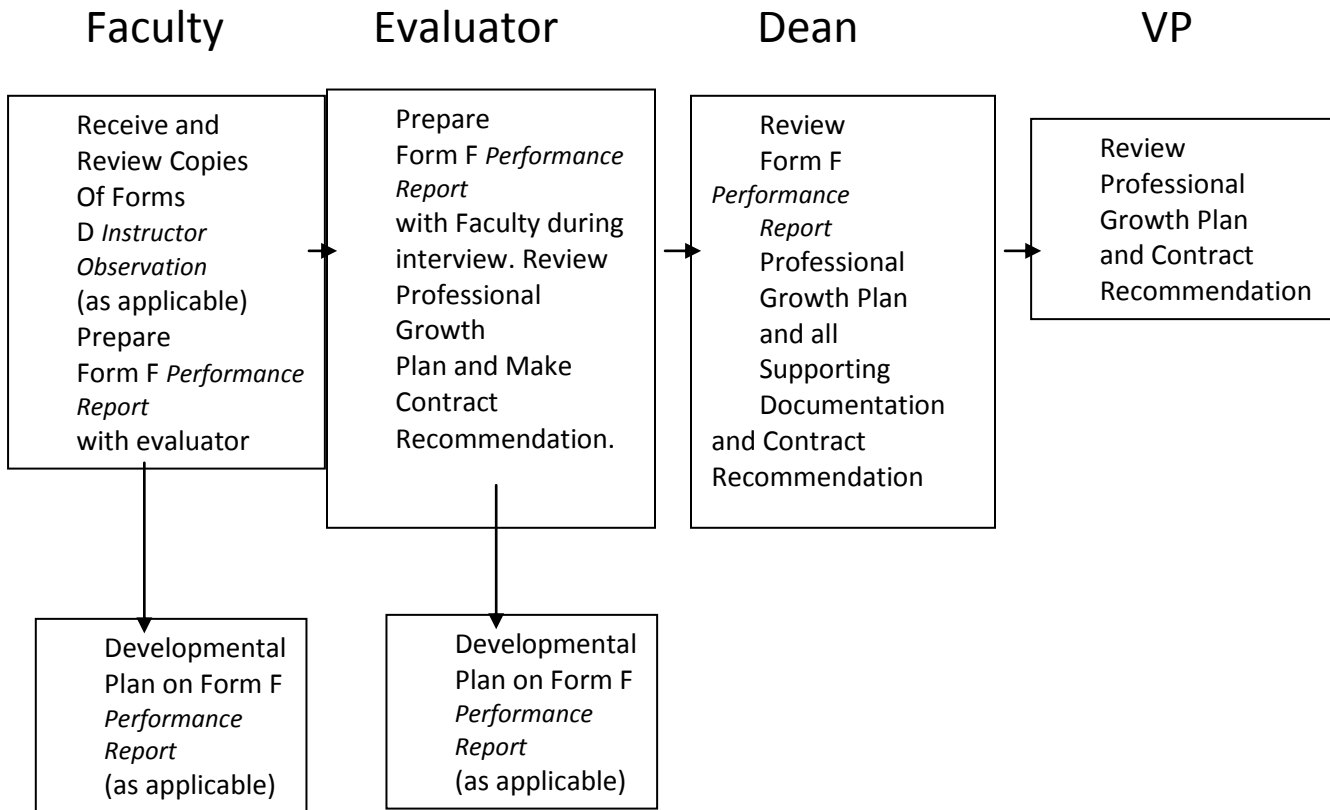 Faculty
Evaluator
Dean
VP
Receive and
Review Copies
Of Forms
D Instructor
Observation
(as applicable)
Prepare
Form F Performance
Report
with evaluator
Prepare
Form F Performance
Report
with Faculty during
interview. Review
Professional
Growth
Plan and Make
Contract
Recommendation.
Review
Form F
Performance
Report
Professional
Growth Plan
and all
Supporting
Documentation
and Contract
Recommendation
Review
Professional
Growth Plan
and Contract
Recommendation
Developmental
Plan on Form F
Performance
Report
(as applicable)
Developmental
Plan on Form F
Performance
Report
(as applicable)